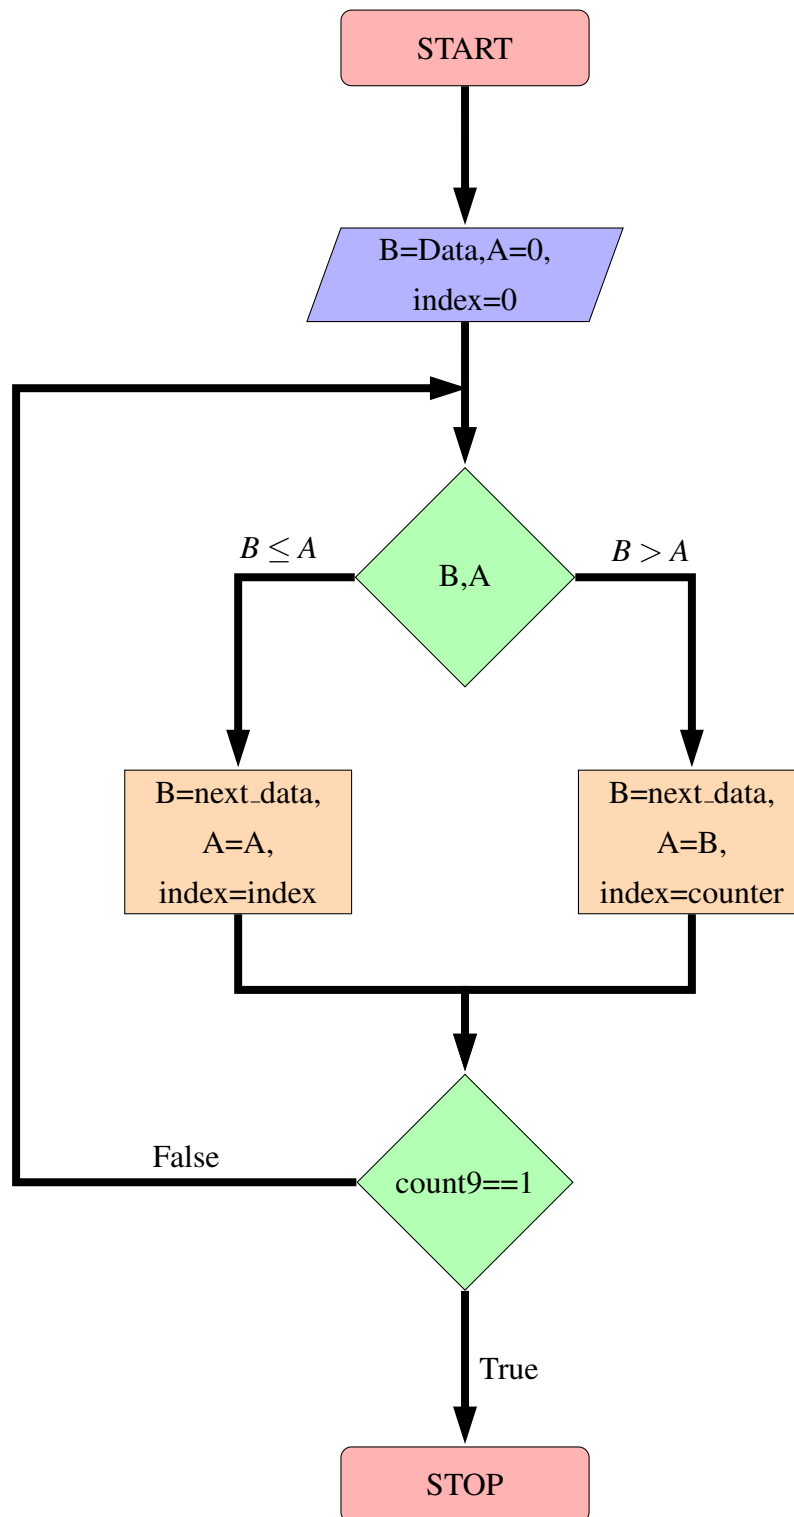 START
B=Data,A=0,
index=0
B ≤ A
B > A
B,A
B=next_data,
A=A,
index=index
B=next_data,
A=B,
index=counter
False
count9==1
True
STOP